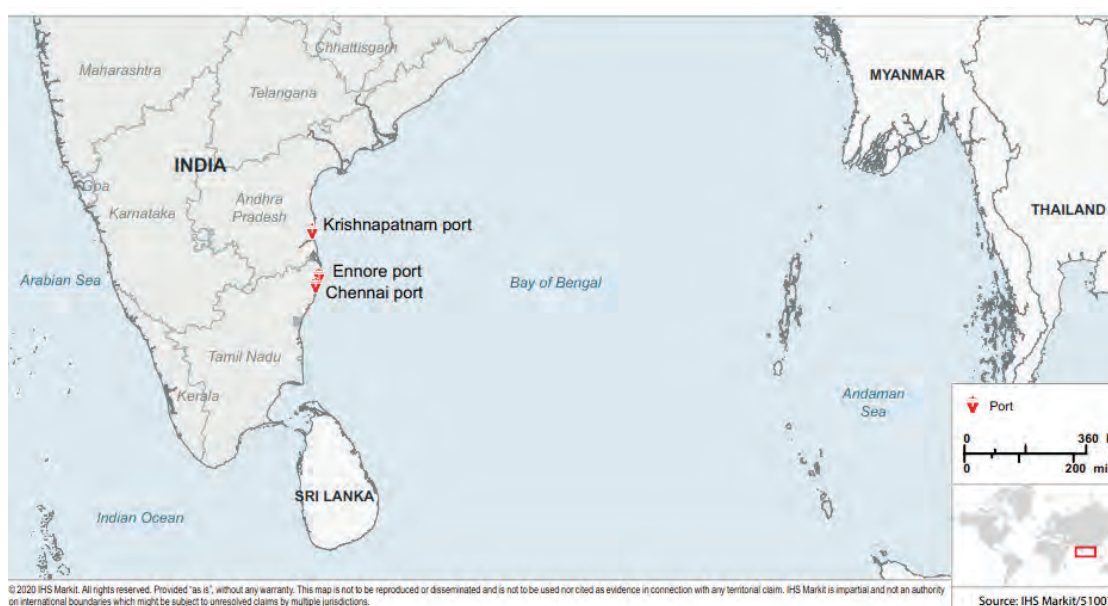 Chhattisgarh
Maharashtra
MYANMAR
Telangana
INDIA
Goa
Karnataka
Andhra
Pradesh
THAILAND
Krishnapatnam port
Arabian Sea
Ennore port
Bay of Bengal
Chennai port
Tamil Nadu
Kerala
Andaman
Sea
Port
0 360
0 200 mi
SRI LANKA
Indian Ocean
© 2020 IHS Markit. All rights reserved. Provided "as is", without any warranty. This map is not to be reproduced or disseminated and is not to be used nor cited as evidence in connection with any territorial claim. IHS Markit is impartial and not an authority
on international boundaries which might be subject to unresolved claims by multiple jurisdictions.
Source: IHS Markit/5100